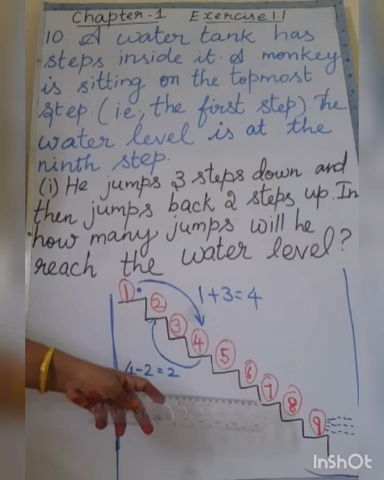 Chapter-1 Exercise 1.1
10. A water tank has
steps inside it. A monkey
is sitting on the topmost
step. (ie, the first step) The
water level is at the
ninth step.
(i) He jumps 3 steps down and
then jumps back 2 steps up. In
how many jumps will he
reach the water level?
1 1+3=4
2
3
4 5
4-2=2 6
7
8
9
InShOt